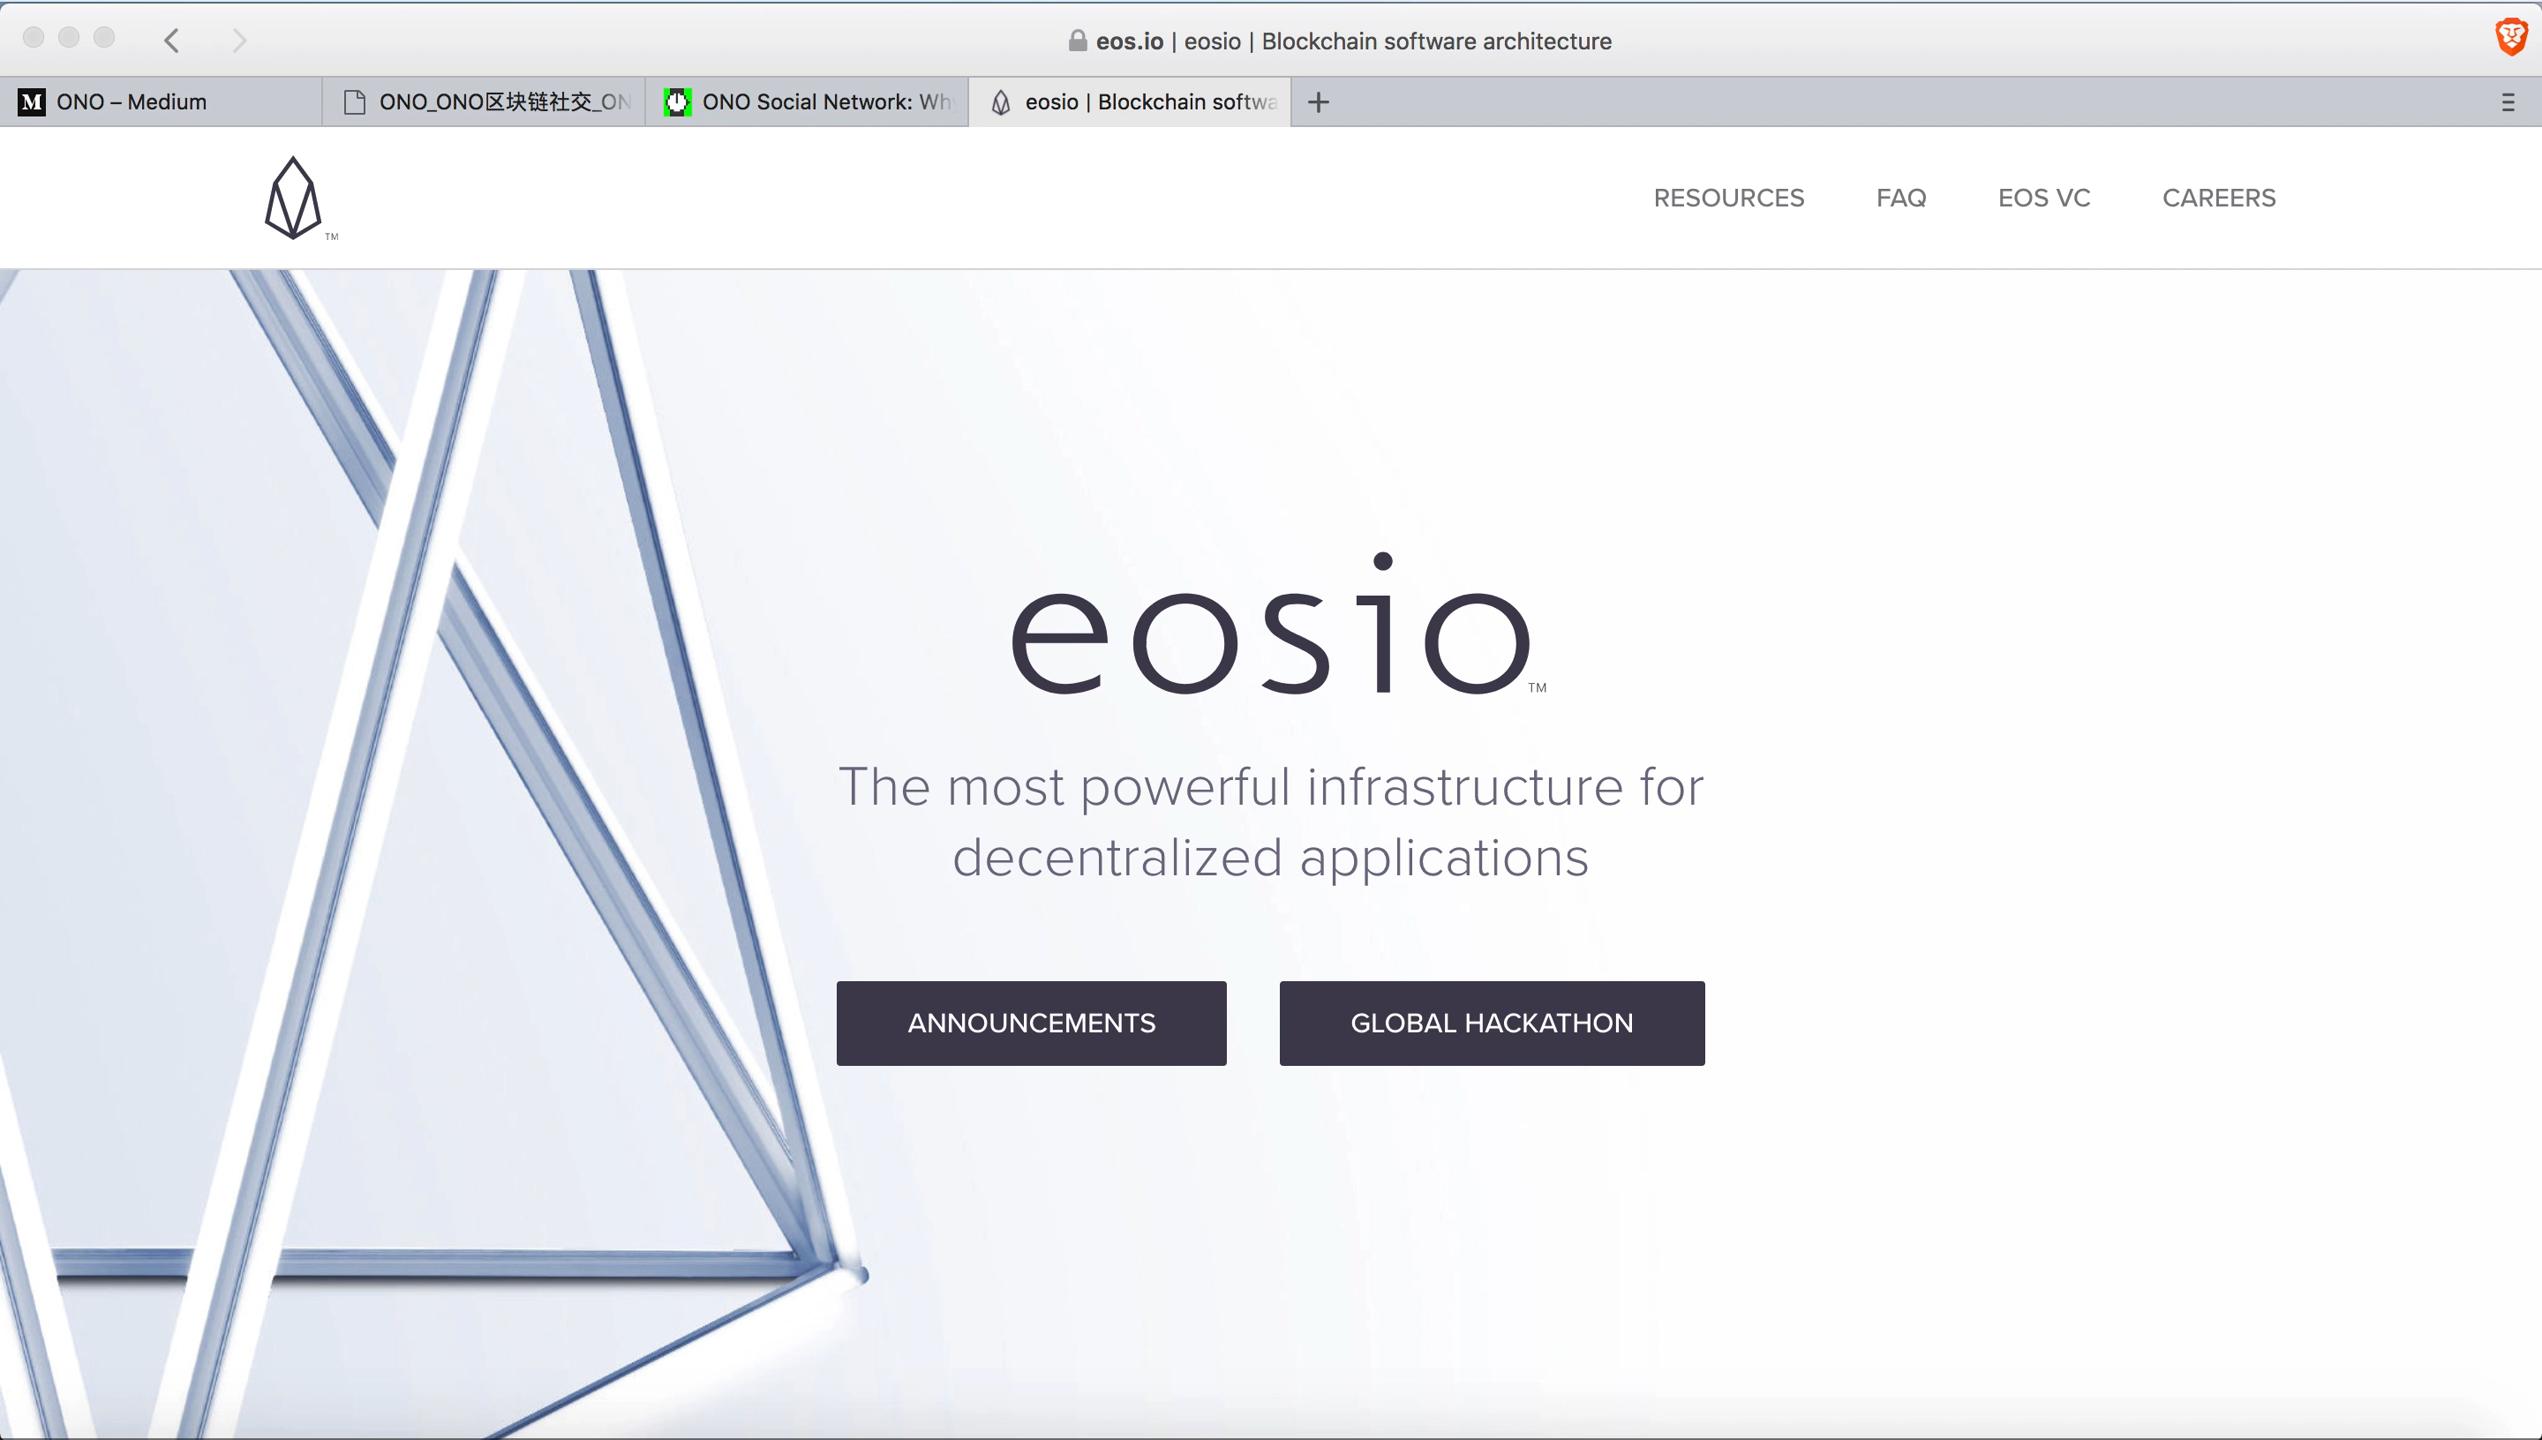 eos.io | eosio | Blockchain software architecture
M ONO – Medium
ONO_ONO区块链社交_ON
ONO Social Network: Wh
eosio | Blockchain softwa
TM
RESOURCES
FAQ
EOS VC
CAREERS
eosio TM
The most powerful infrastructure for
decentralized applications
ANNOUNCEMENTS
GLOBAL HACKATHON